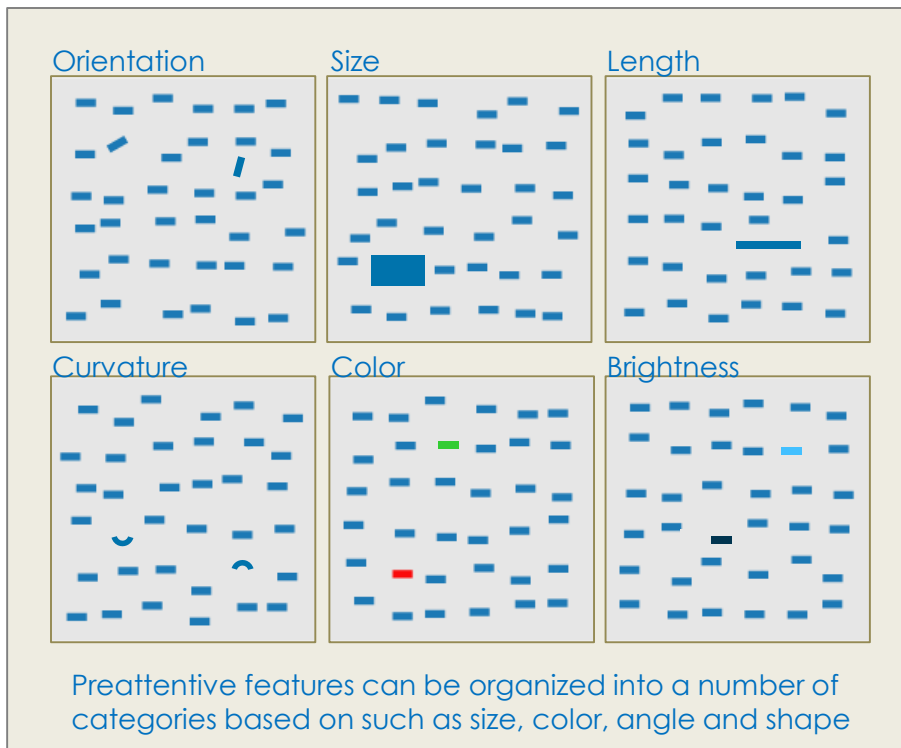 Orientation
Size
Length
Curvature
Color
Brightness
Preattentive features can be organized into a number of
categories based on such as size, color, angle and shape